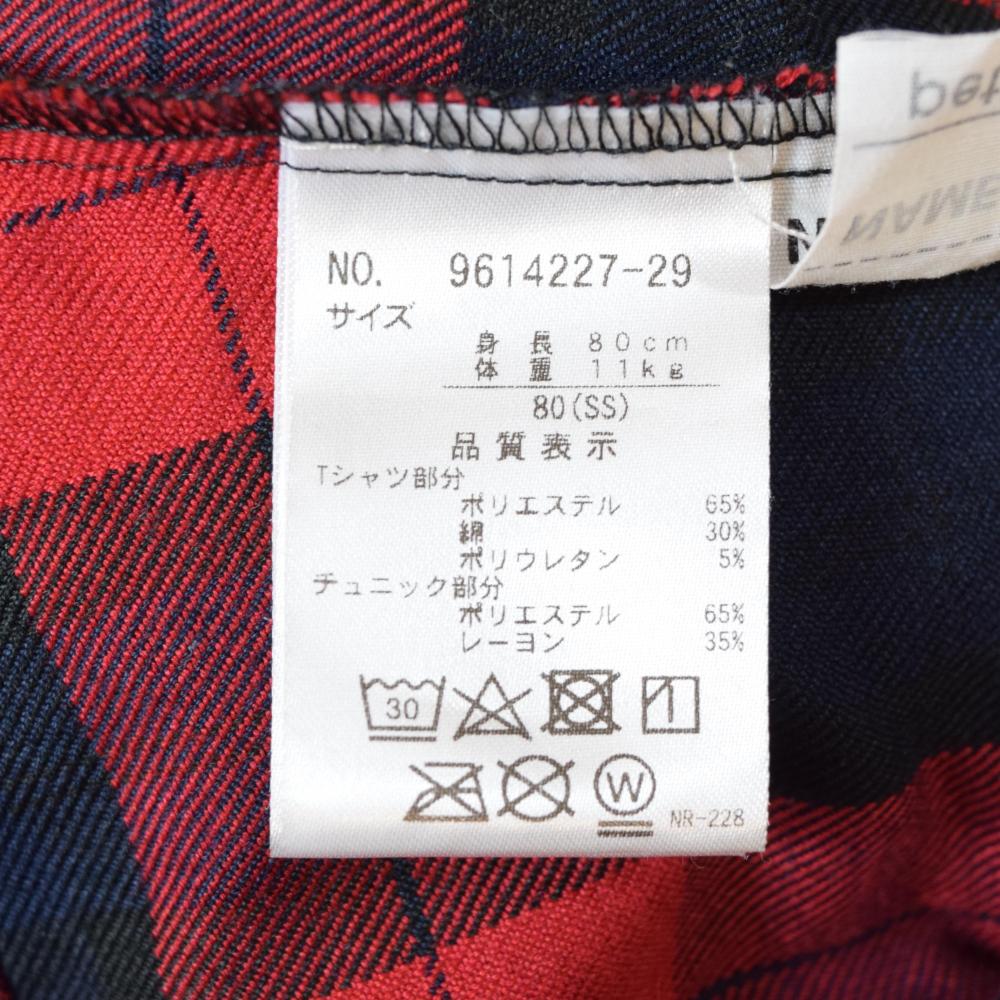 NO. 9614227-29
サイズ
身長 80cm
体重 11kg
80(SS)
品質表示
Tシャツ部分
ポリエステル 65%
綿 30%
ポリウレタン 5%
チュニック部分
ポリエステル 65%
レーヨン 35%
30
W
NR-228
pet
NAME
N